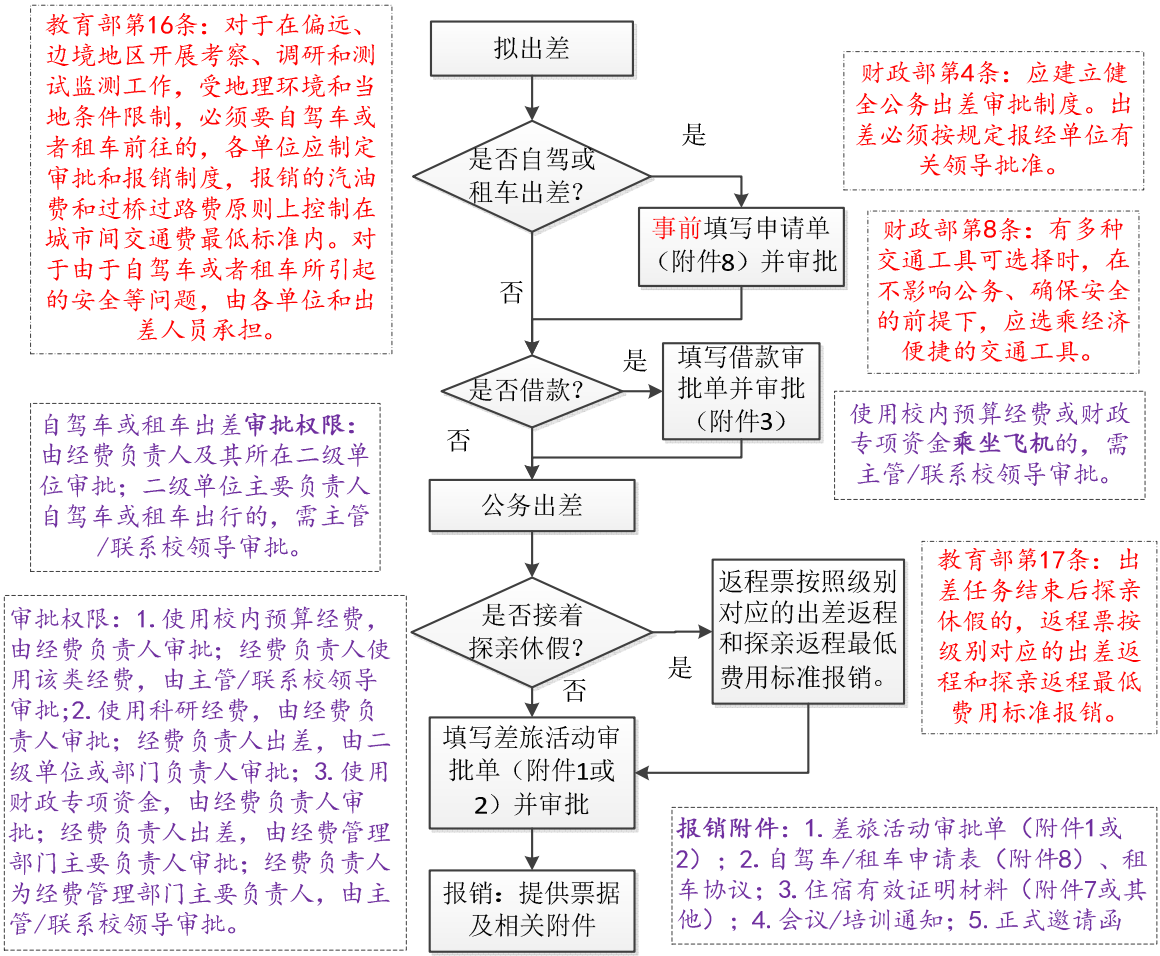 教育部第16条：对于在偏远、
边境地区开展考察、调研和测
试监测工作，受地理环境和当
地条件限制，必须要自驾车或
者租车前往的，各单位应制定
审批和报销制度，报销的汽油
费和过桥过路费原则上控制在
城市间交通费最低标准内。对
于由于自驾车或者租车所引起
的安全等问题，由各单位和出
差人员承担。
拟出差
财政部第4条：应建立健
全公务出差审批制度。出
差必须按规定报经单位有
关领导批准。
是否自驾或
租车出差？
是
事前填写申请单
（附件8）并审批
否
财政部第8条：有多种
交通工具可选择时，在
不影响公务、确保安全
的前提下，应选乘经济
便捷的交通工具。
是否借款？
是
填写借款审
批单并审批
（附件3）
否
使用校内预算经费或财政
专项资金乘坐飞机的，需
主管/联系校领导审批。
自驾车或租车出差审批权限：
由经费负责人及其所在二级单
位审批；二级单位主要负责人
自驾车或租车出行的，需主管
/联系校领导审批。
公务出差
是否接着
探亲休假？
是
返程票按照级别
对应的出差返程
和探亲返程最低
费用标准报销。
否
教育部第17条：出
差任务结束后探亲
休假的，返程票按
级别对应的出差返
程和探亲返程最低
费用标准报销。
审批权限：1.使用校内预算经费，
由经费负责人审批；经费负责人使
用该类经费，由主管/联系校领导
审批;2.使用科研经费，由经费负
责人审批；经费负责人出差，由二
级单位或部门负责人审批；3.使用
财政专项资金，由经费负责人审
批；经费负责人出差，由经费管理
部门主要负责人审批；经费负责人
为经费管理部门主要负责人，由主
管/联系校领导审批。
填写差旅活动审
批单（附件1或
2）并审批
报销：提供票据
及相关附件
报销附件：1.差旅活动审批单（附件1或
2）；2.自驾车/租车申请表（附件8）、租
车协议；3.住宿有效证明材料（附件7或其
他）；4.会议/培训通知；5.正式邀请函